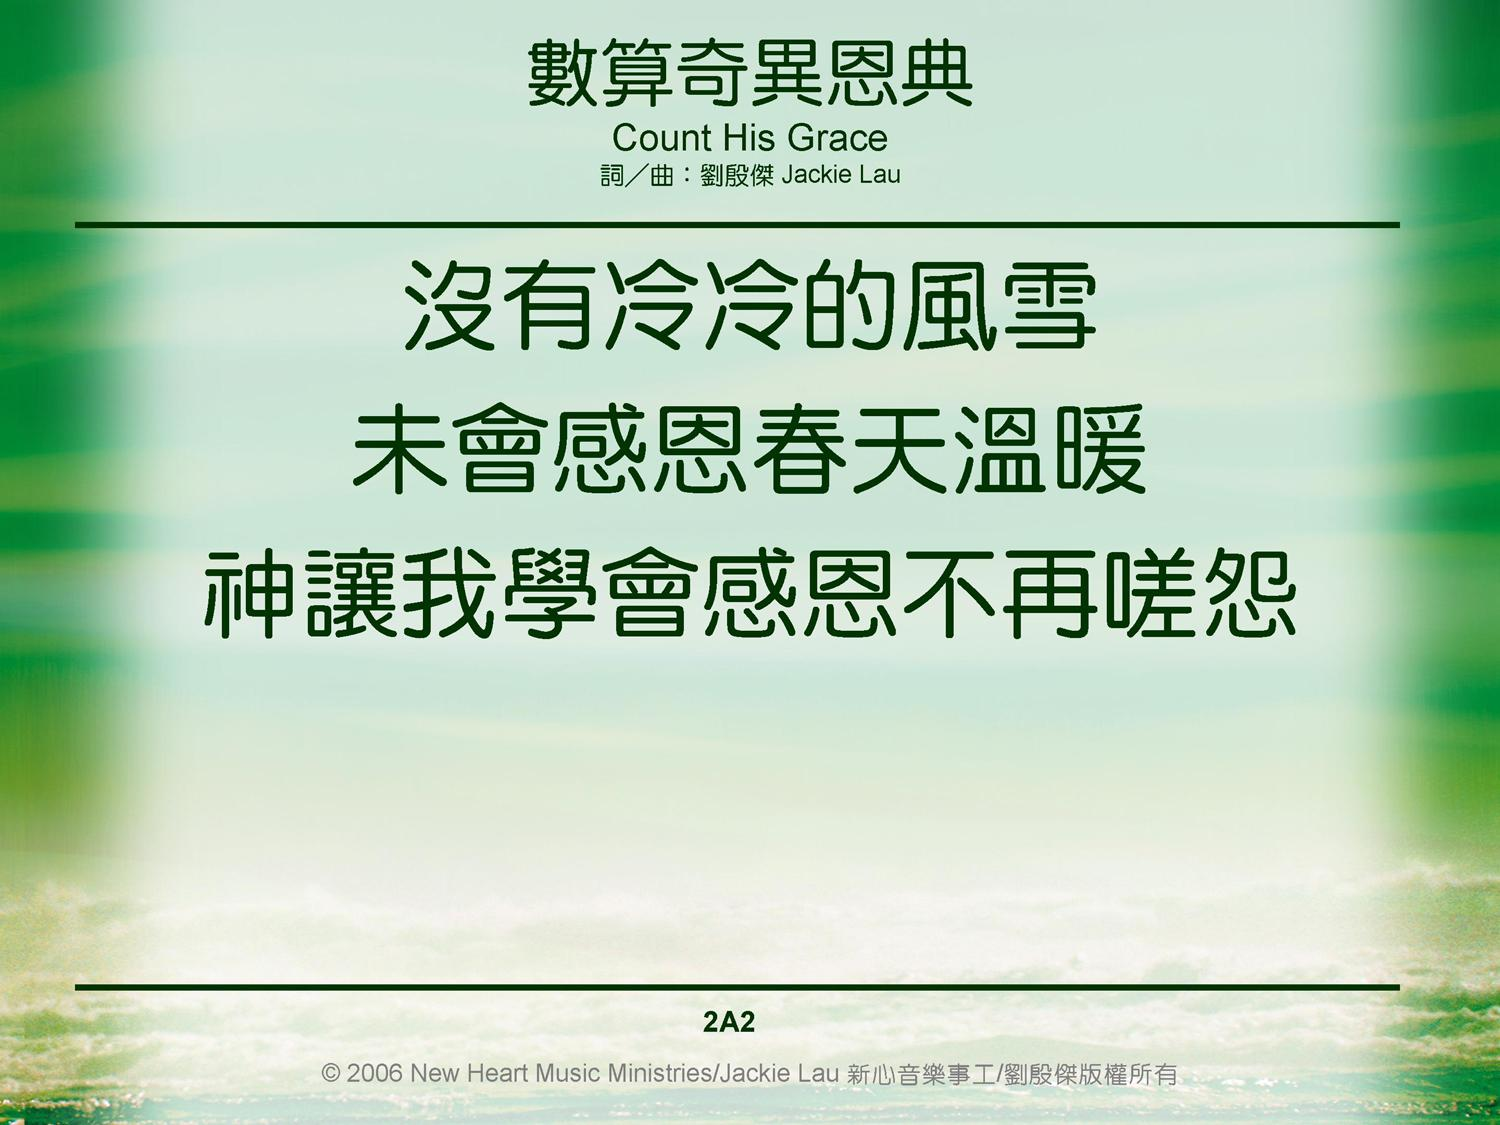 數算奇異恩典
Count His Grace
詞／曲：劉殷傑 Jackie Lau
沒有冷冷的風雪
未會感恩春天溫暖
神讓我學會感恩不再嗟怨
2A2
© 2006 New Heart Music Ministries/Jackie Lau 新心音樂事工/劉殷傑版權所有